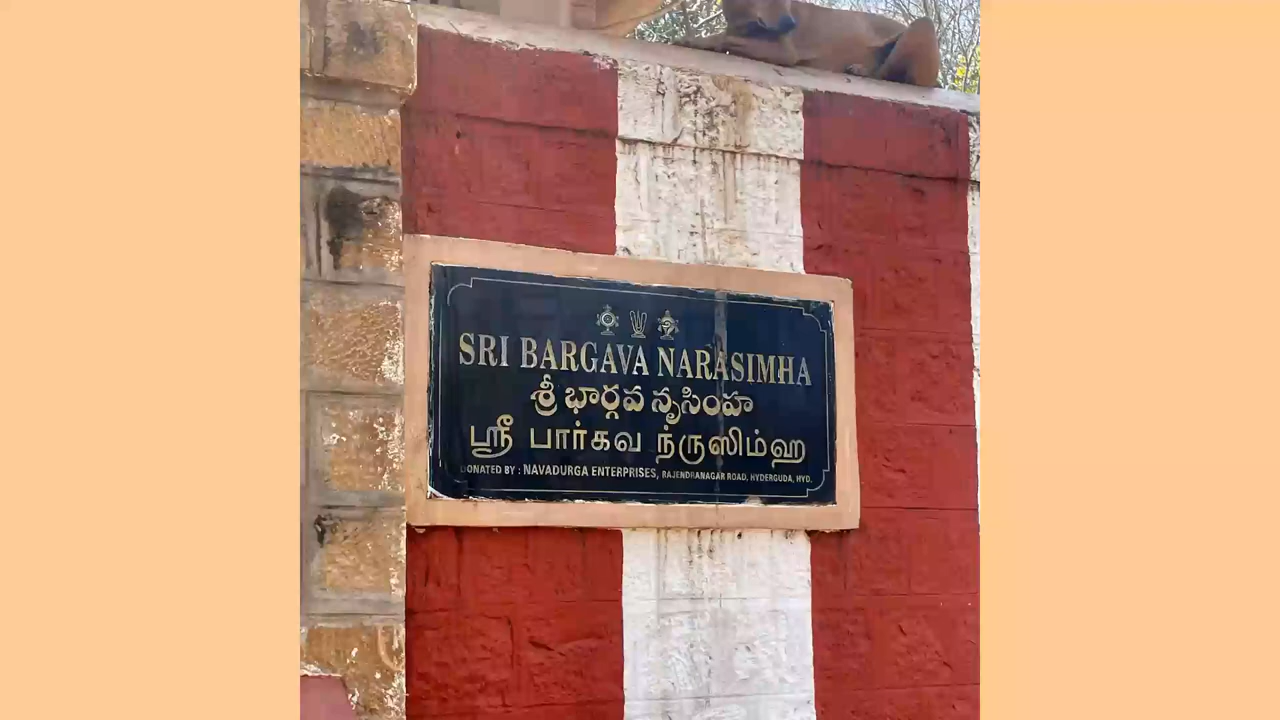 SRI BARGAVA NARASIMHA
శ్రీ భార్గవ నృసింహ
ஸ்ரீ பார்கவ ந்ருஸிம்ஹ
DONATED BY : NAVADURGA ENTERPRISES, RAJENDRANAGAR ROAD, HYDERGUDA, HYD.